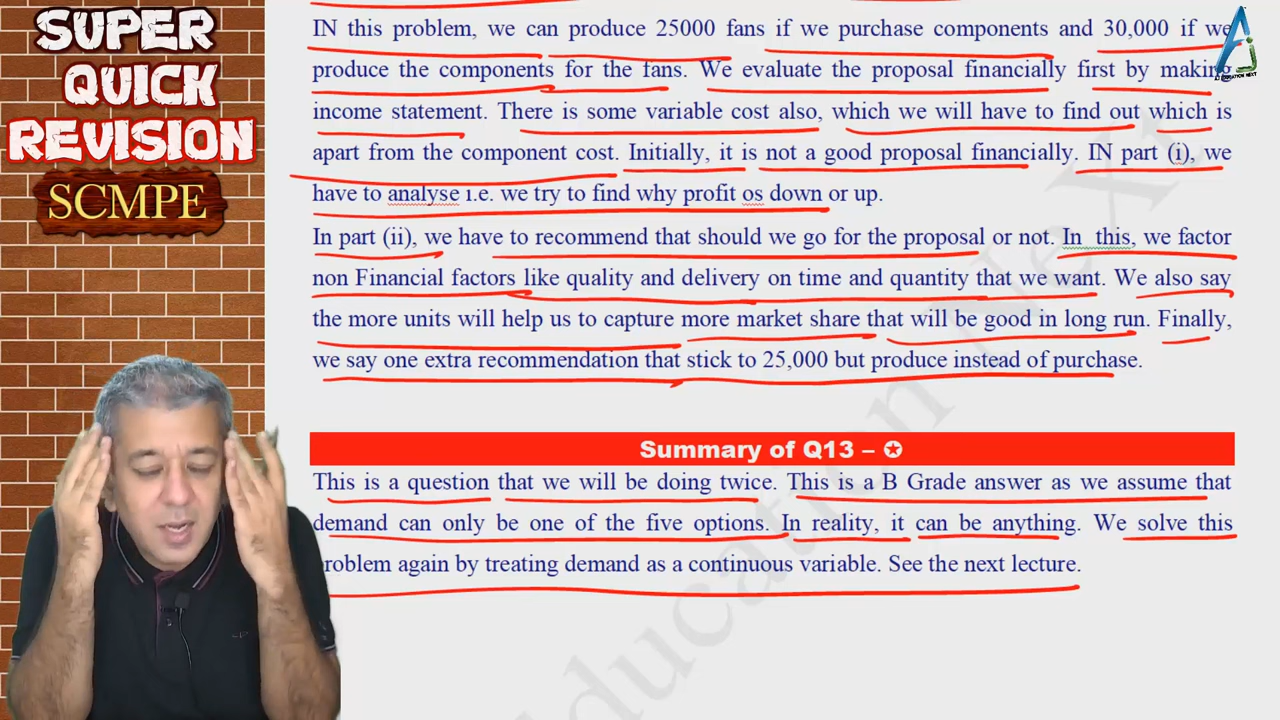 SUPER
QUICK
REVISION
SCMPE
IN this problem, we can produce 25000 fans if we purchase components and 30,000 if we
produce the components for the fans. We evaluate the proposal financially first by making
income statement. There is some variable cost also, which we will have to find out which is
apart from the component cost. Initially, it is not a good proposal financially. IN part (i), we
have to analyse i.e. we try to find why profit os down or up.
In part (ii), we have to recommend that should we go for the proposal or not. In this, we factor
non Financial factors like quality and delivery on time and quantity that we want. We also say
the more units will help us to capture more market share that will be good in long run. Finally,
we say one extra recommendation that stick to 25,000 but produce instead of purchase.
Summary of Q13 – ✪
This is a question that we will be doing twice. This is a B Grade answer as we assume that
demand can only be one of the five options. In reality, it can be anything. We solve this
problem again by treating demand as a continuous variable. See the next lecture.
AJ EDUCATION NEXT
Education NeXt